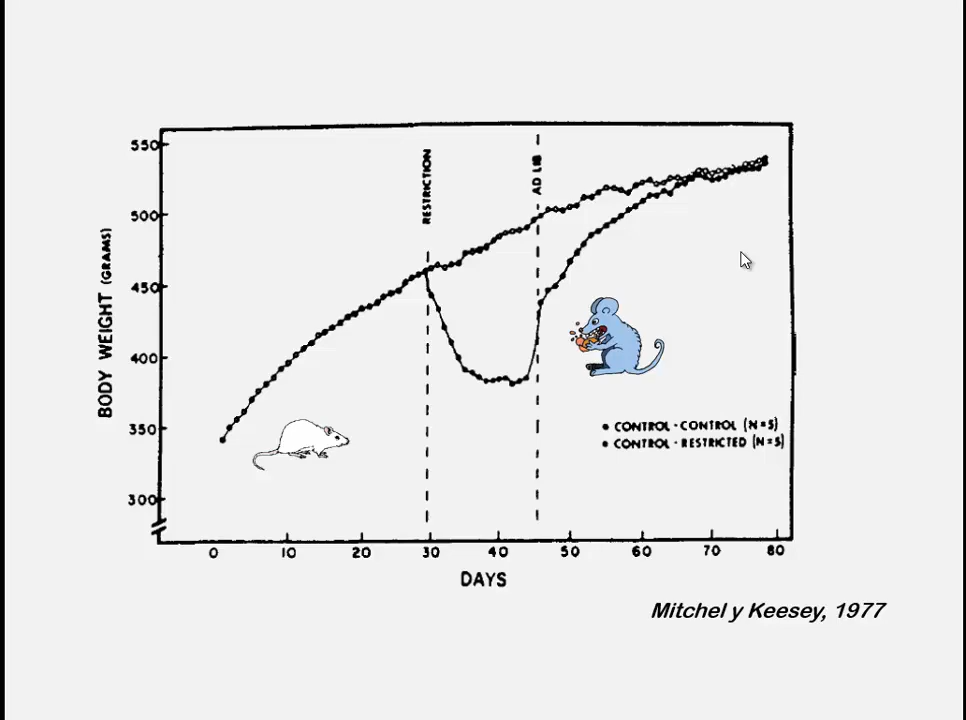 550
500
450
400
350
300
BODY WEIGHT (GRAMS)
RESTRICTION
AD LIB
• CONTROL - CONTROL (N=5)
• CONTROL - RESTRICTED (N=5)
0 10 20 30 40 50 60 70 80
DAYS
Mitchel y Keesey, 1977